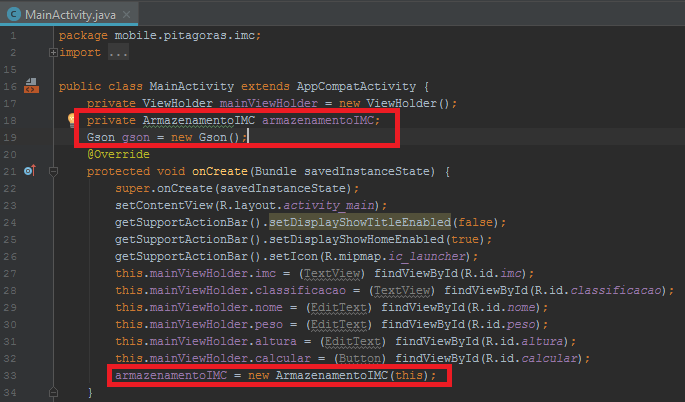 MainActivity.java
1 package mobile.pitagoras.imc;
2 import ...
15
16 public class MainActivity extends AppCompatActivity {
17 private ViewHolder mainViewHolder = new ViewHolder();
18 private ArmazenamentoIMC armazenamentoIMC;
19 Gson gson = new Gson();
20 @Override
21 protected void onCreate(Bundle savedInstanceState) {
22 super.onCreate(savedInstanceState);
23 setContentView(R.layout.activity_main);
24 getSupportActionBar().setDisplayShowTitleEnabled(false);
25 getSupportActionBar().setDisplayShowHomeEnabled(true);
26 getSupportActionBar().setIcon(R.mipmap.ic_launcher);
27 this.mainViewHolder.imc = (TextView) findViewById(R.id.imc);
28 this.mainViewHolder.classificacao = (TextView) findViewById(R.id.classificacao);
29 this.mainViewHolder.nome = (EditText) findViewById(R.id.nome);
30 this.mainViewHolder.peso = (EditText) findViewById(R.id.peso);
31 this.mainViewHolder.altura = (EditText) findViewById(R.id.altura);
32 this.mainViewHolder.calcular = (Button) findViewById(R.id.calcular);
33 armazenamentoIMC = new ArmazenamentoIMC(this);
34 }